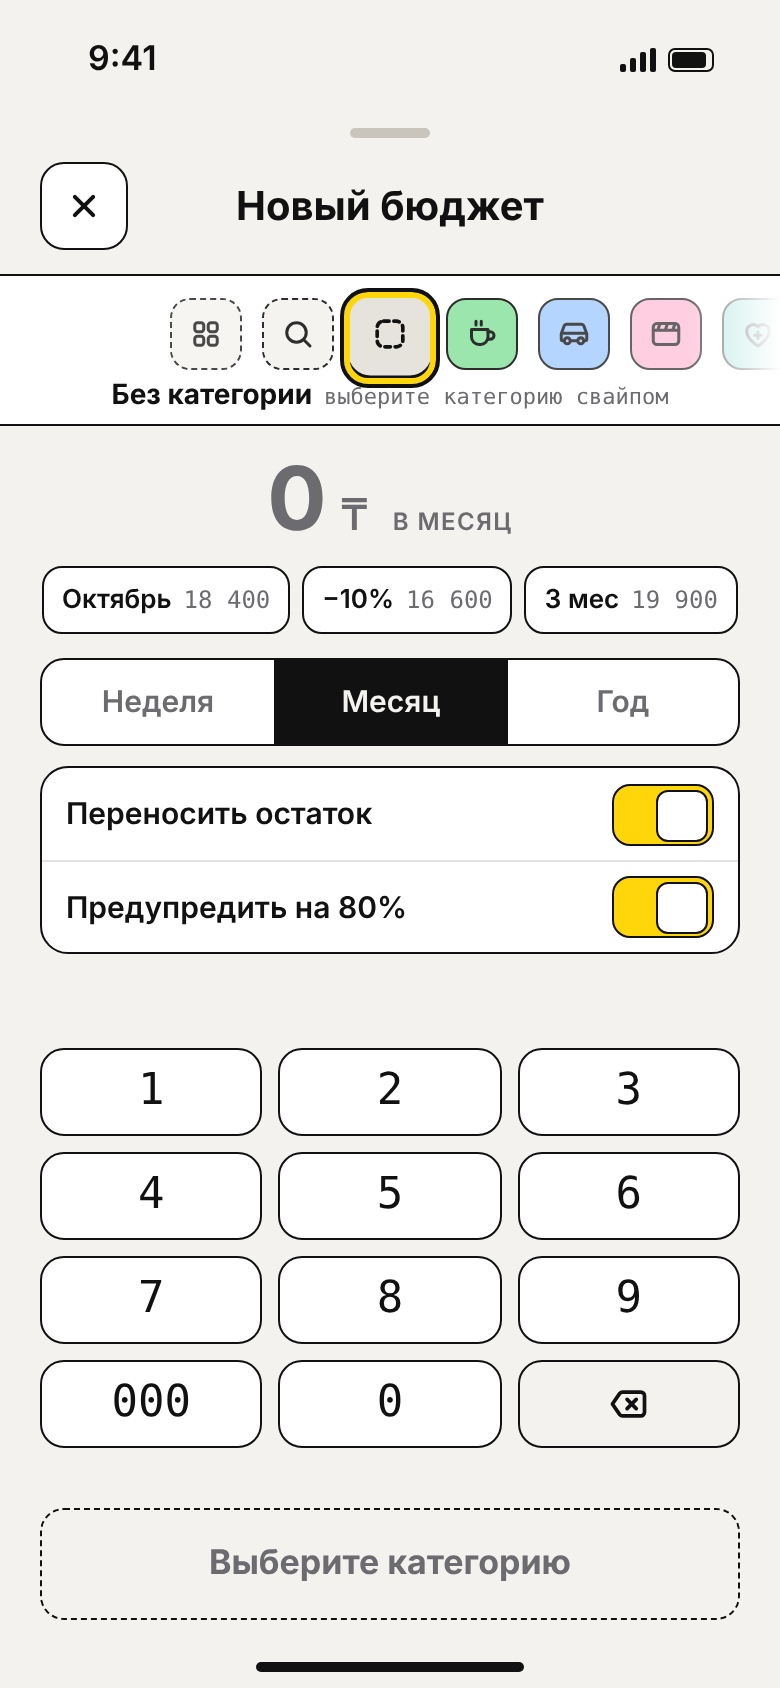 9:41
Новый бюджет
Без категории выберите категорию свайпом
0 ₸ В МЕСЯЦ
Октябрь 18 400 −10% 16 600 3 мес 19 900
Неделя Месяц Год
Переносить остаток
Предупредить на 80%
1 2 3
4 5 6
7 8 9
000 0
Выберите категорию